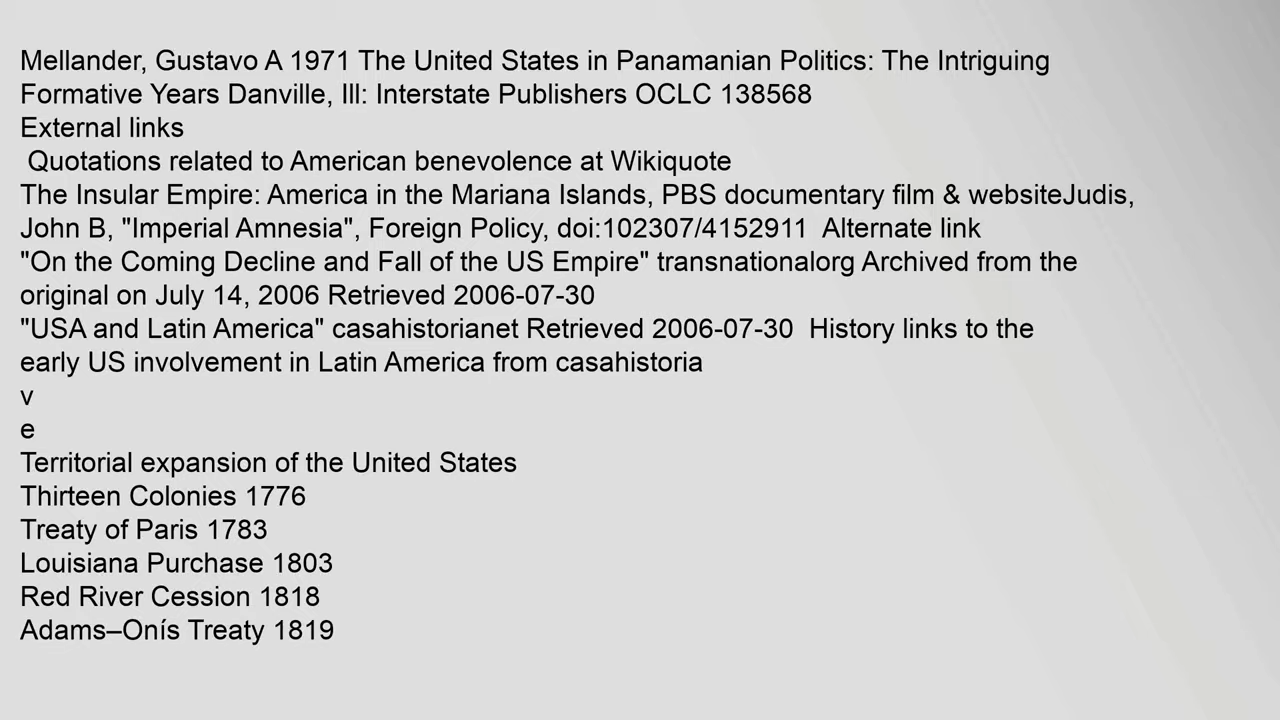 Mellander, Gustavo A 1971 The United States in Panamanian Politics: The Intriguing
Formative Years Danville, Ill: Interstate Publishers OCLC 138568
External links
Quotations related to American benevolence at Wikiquote
The Insular Empire: America in the Mariana Islands, PBS documentary film & websiteJudis,
John B, "Imperial Amnesia", Foreign Policy, doi:102307/4152911  Alternate link
"On the Coming Decline and Fall of the US Empire" transnationalorg Archived from the
original on July 14, 2006 Retrieved 2006-07-30
"USA and Latin America" casahistorianet Retrieved 2006-07-30  History links to the
early US involvement in Latin America from casahistoria
v
e
Territorial expansion of the United States
Thirteen Colonies 1776
Treaty of Paris 1783
Louisiana Purchase 1803
Red River Cession 1818
Adams–Onís Treaty 1819